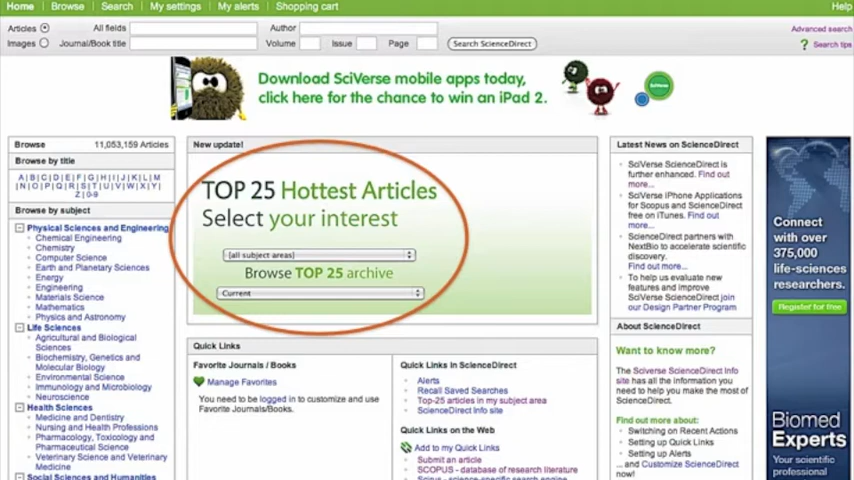 Home Browse Search My settings My alerts Shopping cart Help
Articles All fields Author Advanced search
Images Journal/Book title Volume Issue Page Search ScienceDirect ? Search tips
Download SciVerse mobile apps today,
click here for the chance to win an iPad 2.
SciVerse
Browse 11,053,159 Articles
Browse by title
A|B|C|D|E|F|G|H|I|J|K|L|M
|N|O|P|Q|R|S|T|U|V|W|X|Y|
Z|0-9
Browse by subject
Physical Sciences and Engineering
Chemical Engineering
Chemistry
Computer Science
Earth and Planetary Sciences
Energy
Engineering
Materials Science
Mathematics
Physics and Astronomy
Life Sciences
Agricultural and Biological
Sciences
Biochemistry, Genetics and
Molecular Biology
Environmental Science
Immunology and Microbiology
Neuroscience
Health Sciences
Medicine and Dentistry
Nursing and Health Professions
Pharmacology, Toxicology and
Pharmaceutical Science
Veterinary Science and Veterinary
Medicine
Social Sciences and Humanities
New update!
TOP 25 Hottest Articles
Select your interest
[all subject areas]
Browse TOP 25 archive
Current
Quick Links
Favorite Journals / Books
Manage Favorites
You need to be logged in to customize and use
Favorite Journals/Books.
Quick Links in ScienceDirect
Alerts
Recall Saved Searches
Top-25 articles in my subject area
ScienceDirect Info site
Quick Links on the Web
Add to my Quick Links
Submit an article
SCOPUS - database of research literature
Scirus - science-specific search engine
Latest News on ScienceDirect
SciVerse ScienceDirect is
further enhanced. Find out
more...
SciVerse iPhone Applications
for Scopus and ScienceDirect
free on iTunes. Find out
more...
ScienceDirect partners with
NextBio to accelerate scientific
discovery.
Find out more...
To help us evaluate new
features and improve
SciVerse ScienceDirect join
our Design Partner Program
About ScienceDirect
Want to know more?
The Sciverse ScienceDirect Info
site has all the information
you need to make the most of
ScienceDirect.
Find out more about:
Switching on Recent Actions
Setting up Quick Links
Setting up Alerts
... and Customize ScienceDirect
now!
Connect
with over
375,000
life-sciences
researchers.
Register for free
Biomed
Experts
Your scientific
professional